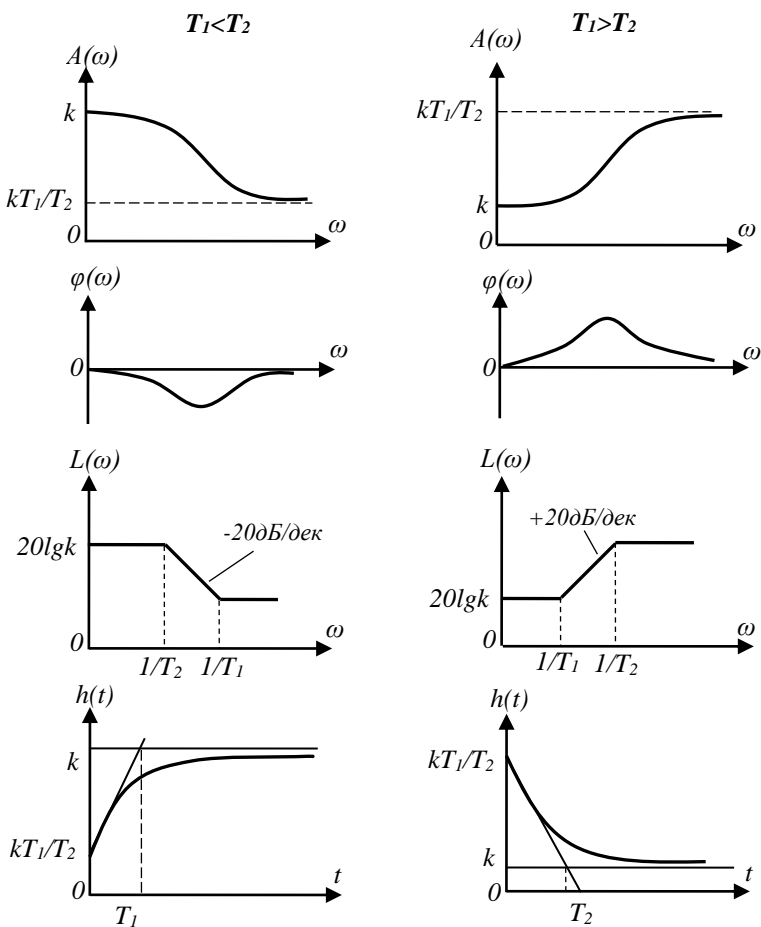 T₁<T₂
T₁>T₂
A(ω)
k
kT₁/T₂
0
ω
A(ω)
kT₁/T₂
k
0
ω
φ(ω)
0
ω
φ(ω)
0
ω
L(ω)
-20дБ/дек
20lgk
0
ω
1/T₂ 1/T₁
L(ω)
+20дБ/дек
20lgk
0
ω
1/T₁ 1/T₂
h(t)
k
kT₁/T₂
0
t
T₁
h(t)
kT₁/T₂
k
0
t
T₂